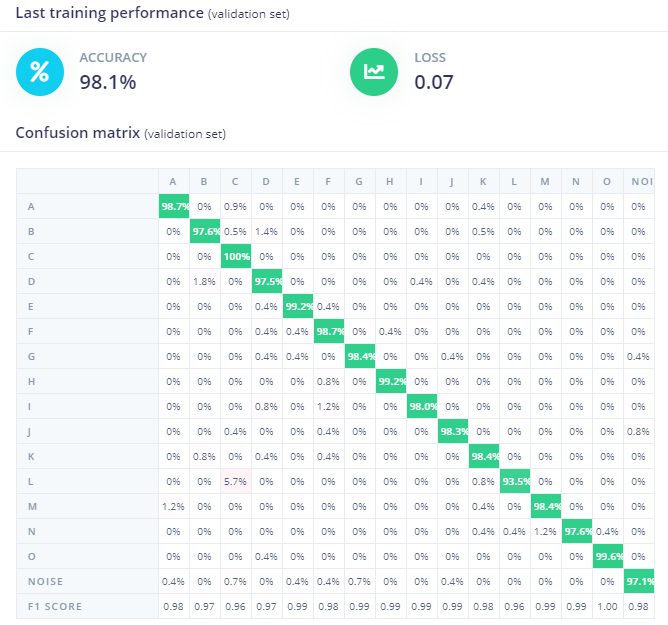 Last training performance (validation set)
% ACCURACY LOSS
98.1% 0.07
Confusion matrix (validation set)
A B C D E F G H I J K L M N O NOI
A 98.7% 0% 0.9% 0% 0% 0% 0% 0% 0% 0% 0.4% 0% 0% 0% 0% 0%
B 0% 97.6% 0.5% 1.4% 0% 0% 0% 0% 0% 0% 0.5% 0% 0% 0% 0% 0%
C 0% 0% 100% 0% 0% 0% 0% 0% 0% 0% 0% 0% 0% 0% 0% 0%
D 0% 1.8% 0% 97.5% 0% 0% 0% 0% 0.4% 0% 0.4% 0% 0% 0% 0% 0%
E 0% 0% 0% 0.4% 99.2% 0.4% 0% 0% 0% 0% 0% 0% 0% 0% 0% 0%
F 0% 0% 0% 0.4% 0.4% 98.7% 0% 0.4% 0% 0% 0% 0% 0% 0% 0% 0%
G 0% 0% 0% 0.4% 0.4% 0% 98.4% 0% 0% 0.4% 0% 0% 0% 0% 0% 0.4%
H 0% 0% 0% 0% 0% 0.8% 0% 99.2% 0% 0% 0% 0% 0% 0% 0% 0%
I 0% 0% 0% 0.8% 0% 1.2% 0% 0% 98.0% 0% 0% 0% 0% 0% 0% 0%
J 0% 0% 0.4% 0% 0% 0.4% 0% 0% 0% 98.3% 0% 0% 0% 0% 0% 0.8%
K 0% 0.8% 0% 0.4% 0% 0.4% 0% 0% 0% 0% 98.4% 0% 0% 0% 0% 0%
L 0% 0% 5.7% 0% 0% 0% 0% 0% 0% 0% 0.8% 93.5% 0% 0% 0% 0%
M 1.2% 0% 0% 0% 0% 0% 0% 0% 0% 0% 0.4% 0% 98.4% 0% 0% 0%
N 0% 0% 0% 0% 0% 0% 0% 0% 0% 0% 0.4% 0.4% 1.2% 97.6% 0.4% 0%
O 0% 0% 0% 0.4% 0% 0% 0% 0% 0% 0% 0% 0% 0% 0% 99.6% 0%
NOISE 0.4% 0% 0.7% 0% 0.4% 0.4% 0.7% 0% 0% 0.4% 0% 0% 0% 0% 0% 97.1%
F1 SCORE 0.98 0.97 0.96 0.97 0.99 0.98 0.99 0.99 0.99 0.99 0.98 0.96 0.99 0.99 1.00 0.98